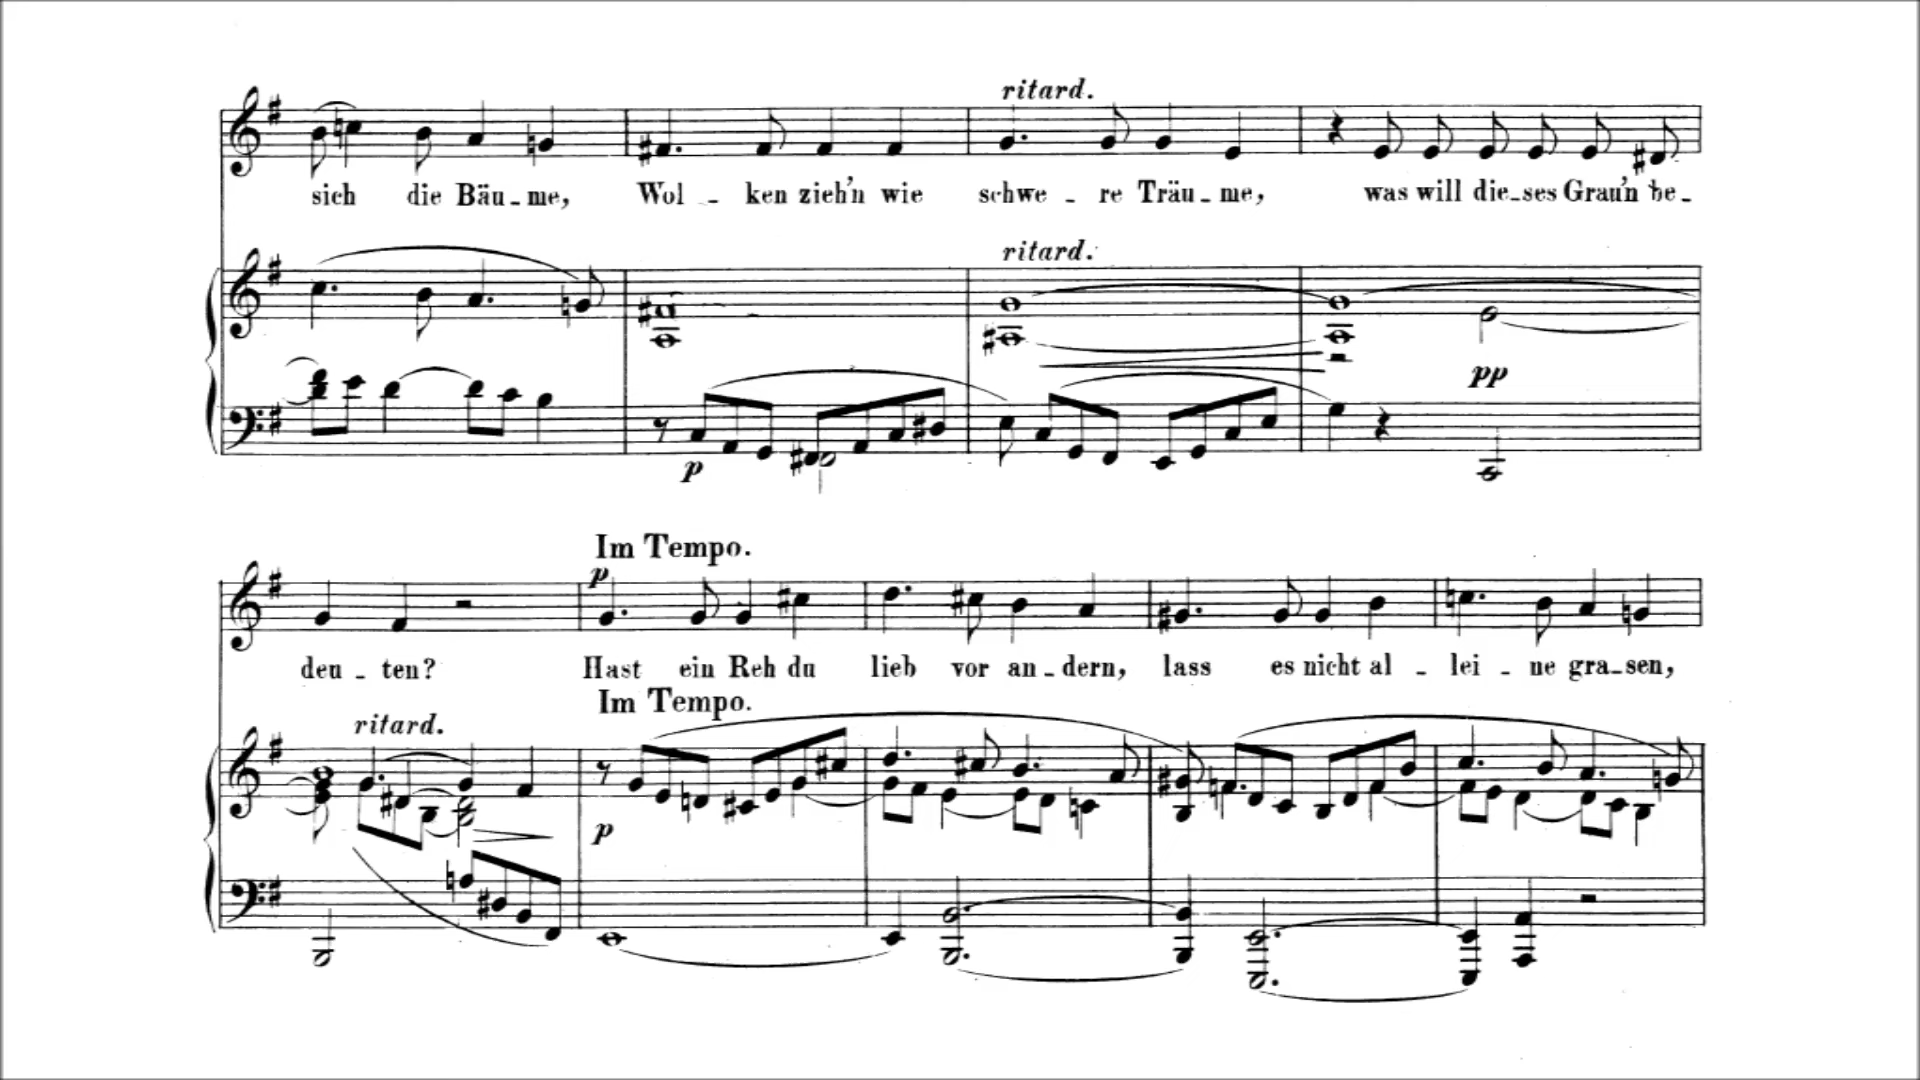 ritard.
sich die Bäu - me, Wol - ken zieh'n wie schwe - re Träu - me, was will die - ses Grau'n be -
ritard.
p
pp
Im Tempo.
p
deu - ten? Hast ein Reh du lieb vor an - dern, lass es nicht al - lei - ne gra - sen,
Im Tempo.
ritard.
p